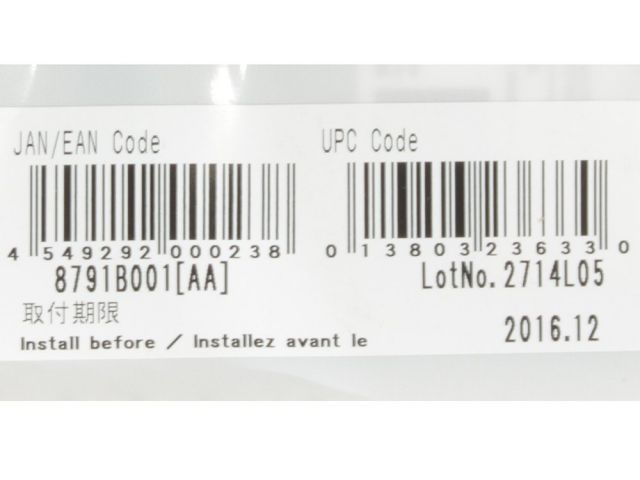 JAN/EAN Code
UPC Code
4 549292 000238
0 13803 23633 0
8791B001[AA]
LotNo. 2714L05
取付期限
Install before / Installez avant le
2016.12